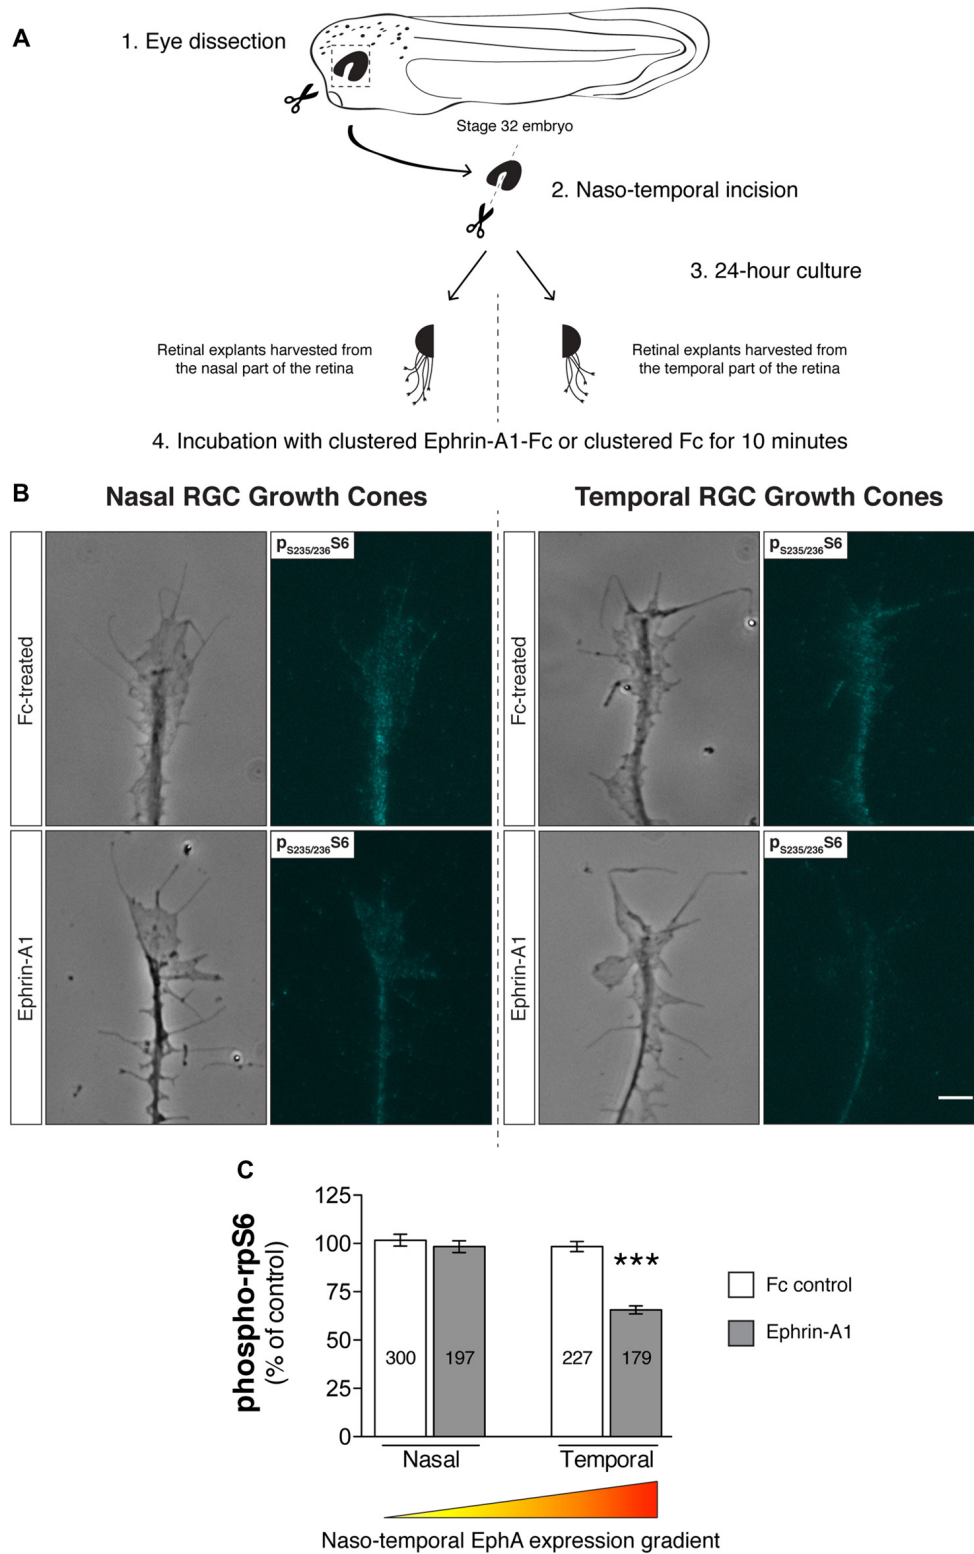 A
1. Eye dissection
Stage 32 embryo
2. Naso-temporal incision
3. 24-hour culture
Retinal explants harvested from
the nasal part of the retina
Retinal explants harvested from
the temporal part of the retina
4. Incubation with clustered Ephrin-A1-Fc or clustered Fc for 10 minutes
B
Nasal RGC Growth Cones
Temporal RGC Growth Cones
Fc-treated
pS235/236S6
Fc-treated
pS235/236S6
Ephrin-A1
pS235/236S6
Ephrin-A1
pS235/236S6
C
phospho-rpS6
(% of control)
125
100
75
50
25
0
300
197
227
179
***
Nasal
Temporal
Fc control
Ephrin-A1
Naso-temporal EphA expression gradient